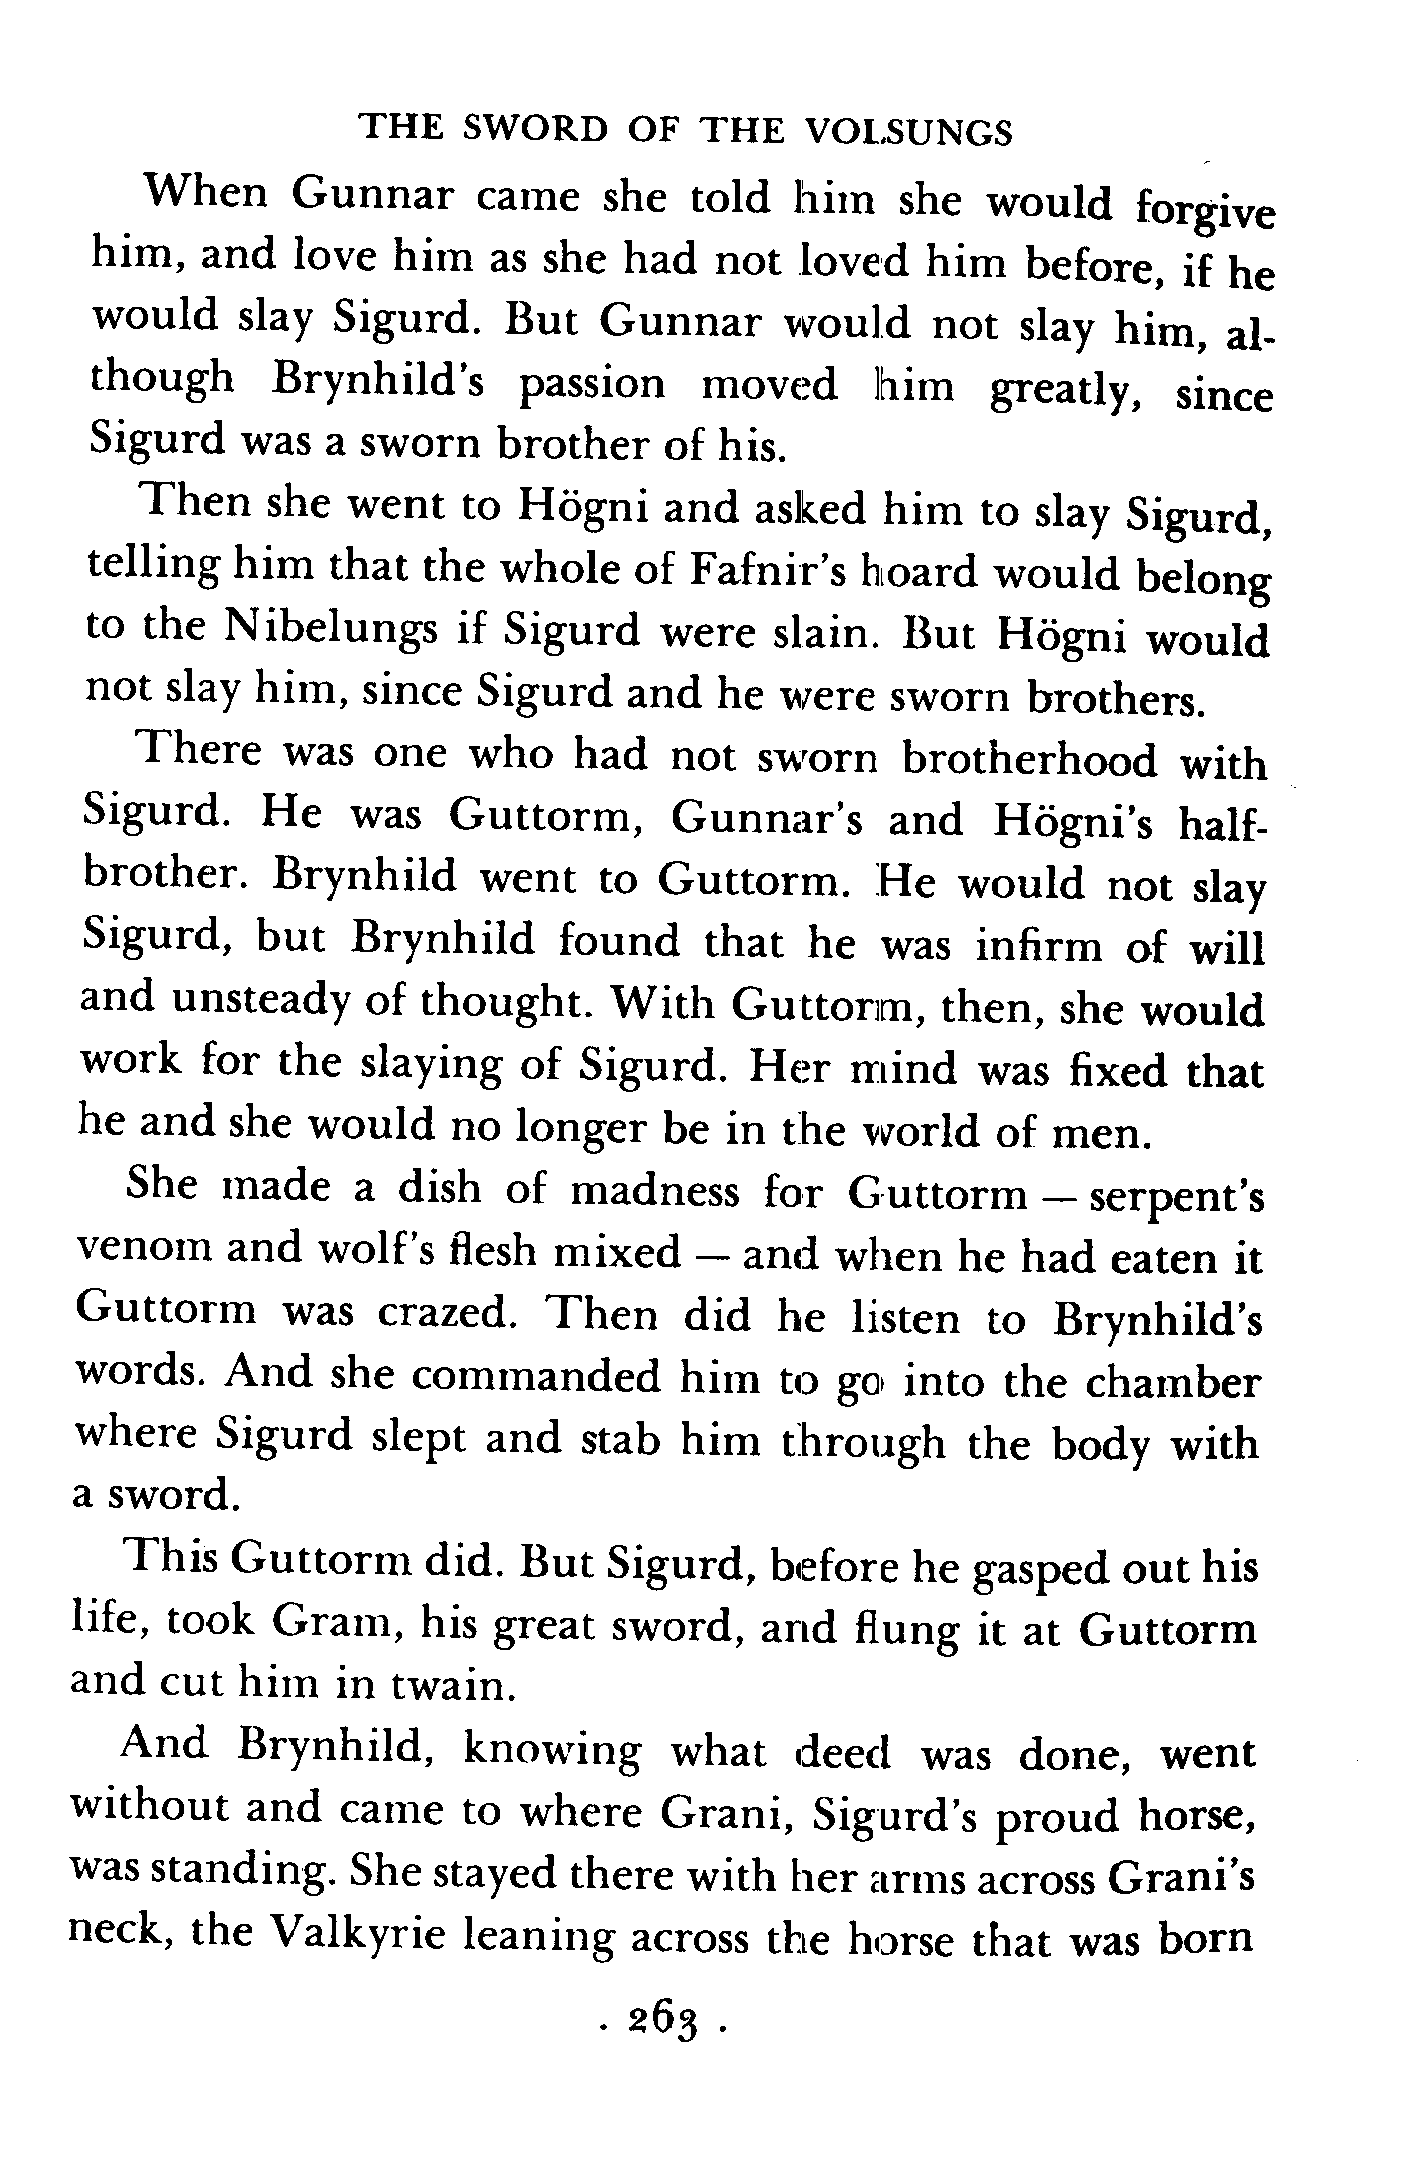 THE SWORD OF THE VOLSUNGS
When Gunnar came she told him she would forgive
him, and love him as she had not loved him before, if he
would slay Sigurd. But Gunnar would not slay him, al-
though Brynhild's passion moved him greatly, since
Sigurd was a sworn brother of his.
Then she went to Högni and asked him to slay Sigurd,
telling him that the whole of Fafnir's hoard would belong
to the Nibelungs if Sigurd were slain. But Högni would
not slay him, since Sigurd and he were sworn brothers.
There was one who had not sworn brotherhood with
Sigurd. He was Guttorm, Gunnar's and Högni's half-
brother. Brynhild went to Guttorm. He would not slay
Sigurd, but Brynhild found that he was infirm of will
and unsteady of thought. With Guttorm, then, she would
work for the slaying of Sigurd. Her mind was fixed that
he and she would no longer be in the world of men.
She made a dish of madness for Guttorm — serpent's
venom and wolf's flesh mixed — and when he had eaten it
Guttorm was crazed. Then did he listen to Brynhild's
words. And she commanded him to go into the chamber
where Sigurd slept and stab him through the body with
a sword.
This Guttorm did. But Sigurd, before he gasped out his
life, took Gram, his great sword, and flung it at Guttorm
and cut him in twain.
And Brynhild, knowing what deed was done, went
without and came to where Grani, Sigurd's proud horse,
was standing. She stayed there with her arms across Grani's
neck, the Valkyrie leaning across the horse that was born
. 263 .